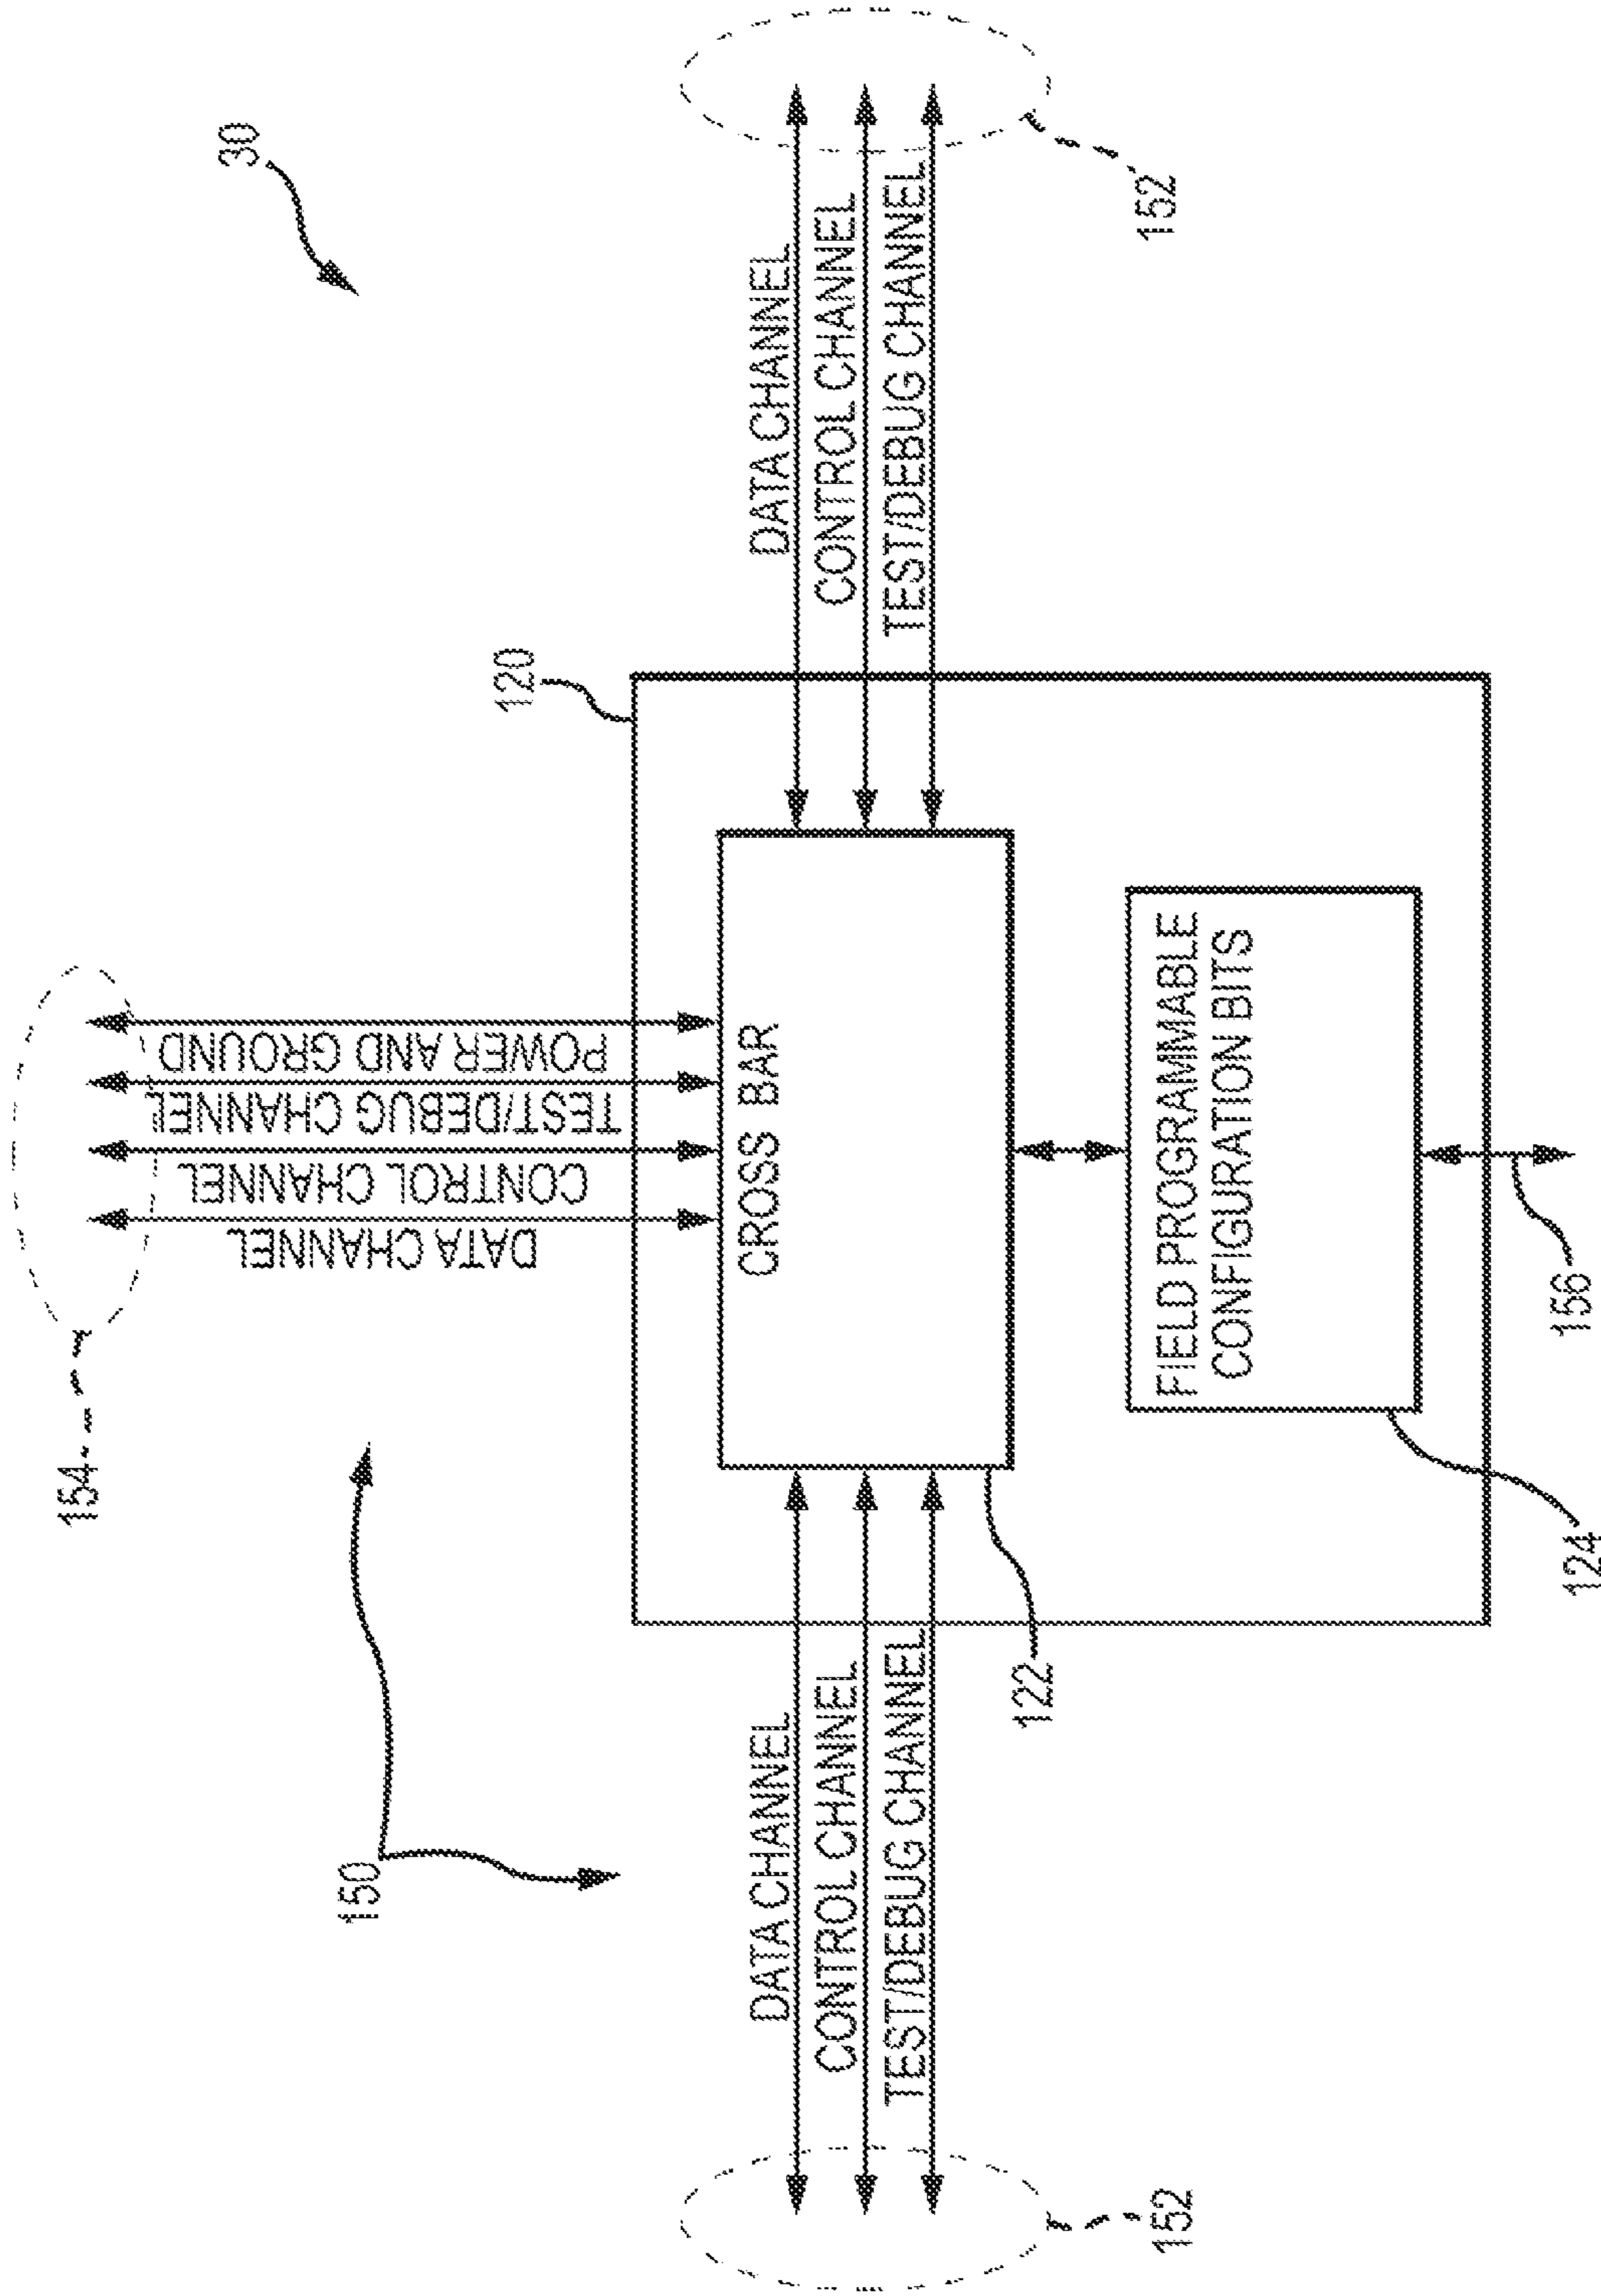 154
30
150
DATA CHANNEL
CONTROL CHANNEL
TEST/DEBUG CHANNEL
POWER AND GROUND
120
DATA CHANNEL
CONTROL CHANNEL
TEST/DEBUG CHANNEL
CROSS BAR
DATA CHANNEL
CONTROL CHANNEL
TEST/DEBUG CHANNEL
152
122
152
FIELD PROGRAMMABLE
CONFIGURATION BITS
124
156